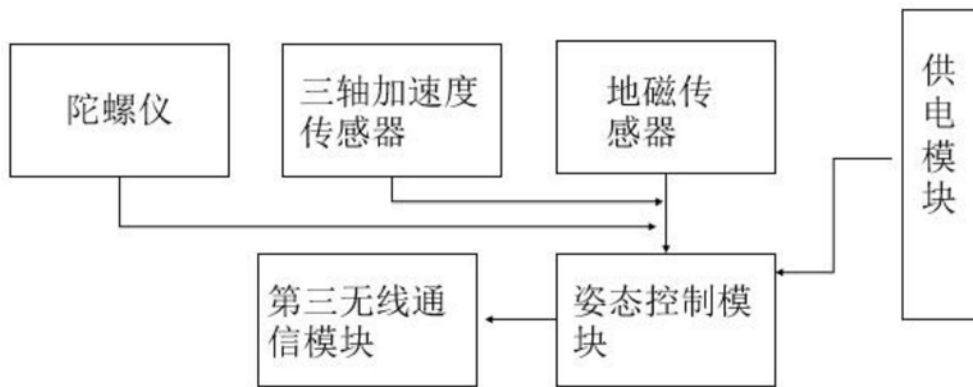 陀螺仪
三轴加速度
传感器
地磁传
感器
供
电
模
块
第三无线通
信模块
姿态控制模
块